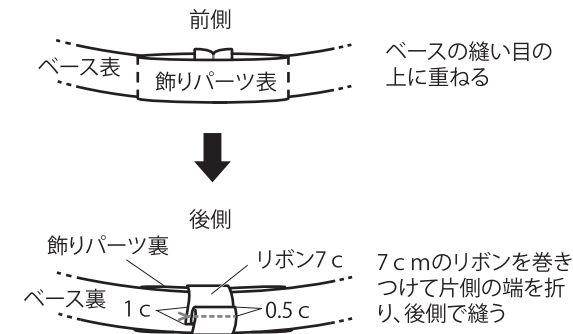 前側
ベース表
飾りパーツ表
ベースの縫い目の
上に重ねる
後側
飾りパーツ裏
リボン7ｃ
ベース裏
1ｃ
0.5ｃ
7ｃｍのリボンを巻き
つけて片側の端を折
り、後側で縫う